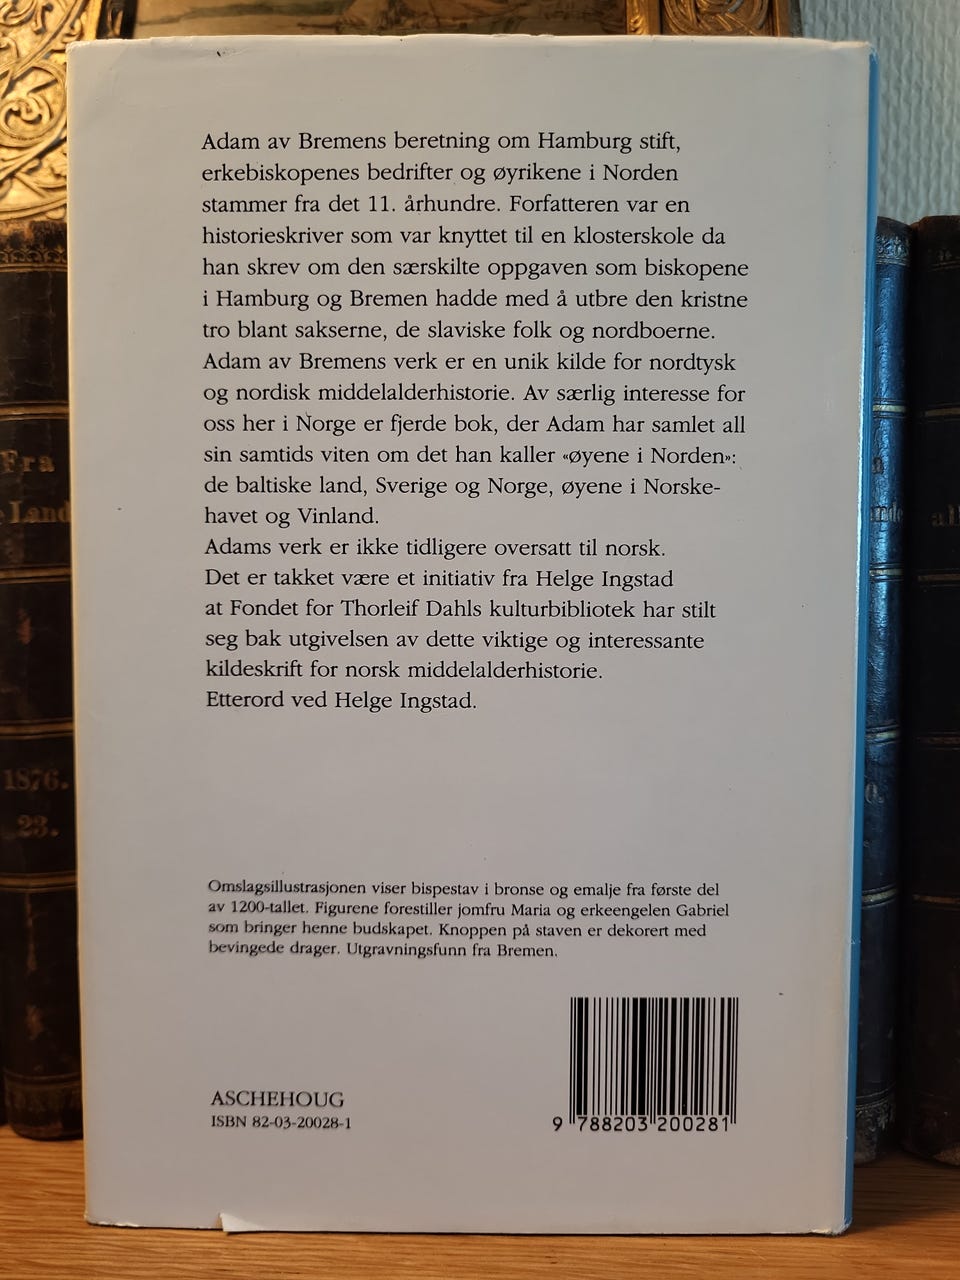 Adam av Bremens beretning om Hamburg stift,
erkebiskopenes bedrifter og øyrikene i Norden
stammer fra det 11. århundre. Forfatteren var en
historieskriver som var knyttet til en klosterskole da
han skrev om den særskilte oppgaven som biskopene
i Hamburg og Bremen hadde med å utbre den kristne
tro blant sakserne, de slaviske folk og nordboerne.
Adam av Bremens verk er en unik kilde for nordtysk
og nordisk middelalderhistorie. Av særlig interesse for
oss her i Norge er fjerde bok, der Adam har samlet all
sin samtids viten om det han kaller «øyene i Norden»:
de baltiske land, Sverige og Norge, øyene i Norske-
havet og Vinland.
Adams verk er ikke tidligere oversatt til norsk.
Det er takket være et initiativ fra Helge Ingstad
at Fondet for Thorleif Dahls kulturbibliotek har stilt
seg bak utgivelsen av dette viktige og interessante
kildeskrift for norsk middelalderhistorie.
Etterord ved Helge Ingstad.
Omslagsillustrasjonen viser bispestav i bronse og emalje fra første del
av 1200-tallet. Figurene forestiller jomfru Maria og erkeengelen Gabriel
som bringer henne budskapet. Knoppen på staven er dekorert med
bevingede drager. Utgravningsfunn fra Bremen.
ASCHEHOUG
ISBN 82-03-20028-1
9 788203 200281
Fra
Land
1876.
23.